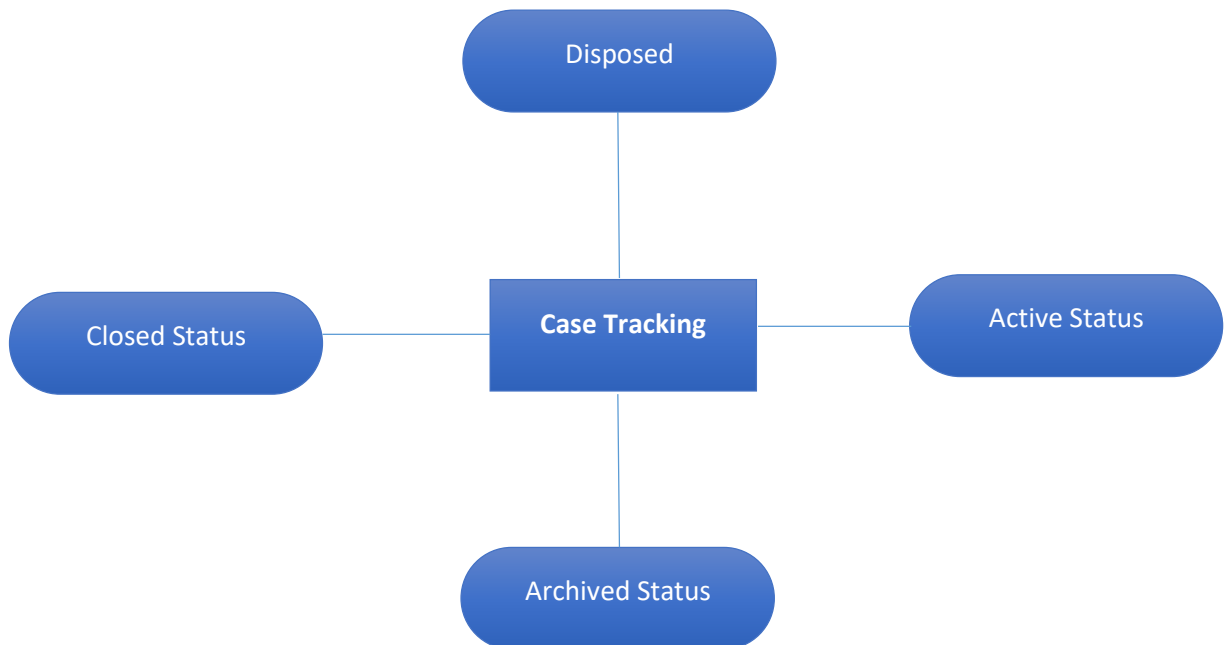 Disposed
Closed Status
Case Tracking
Active Status
Archived Status